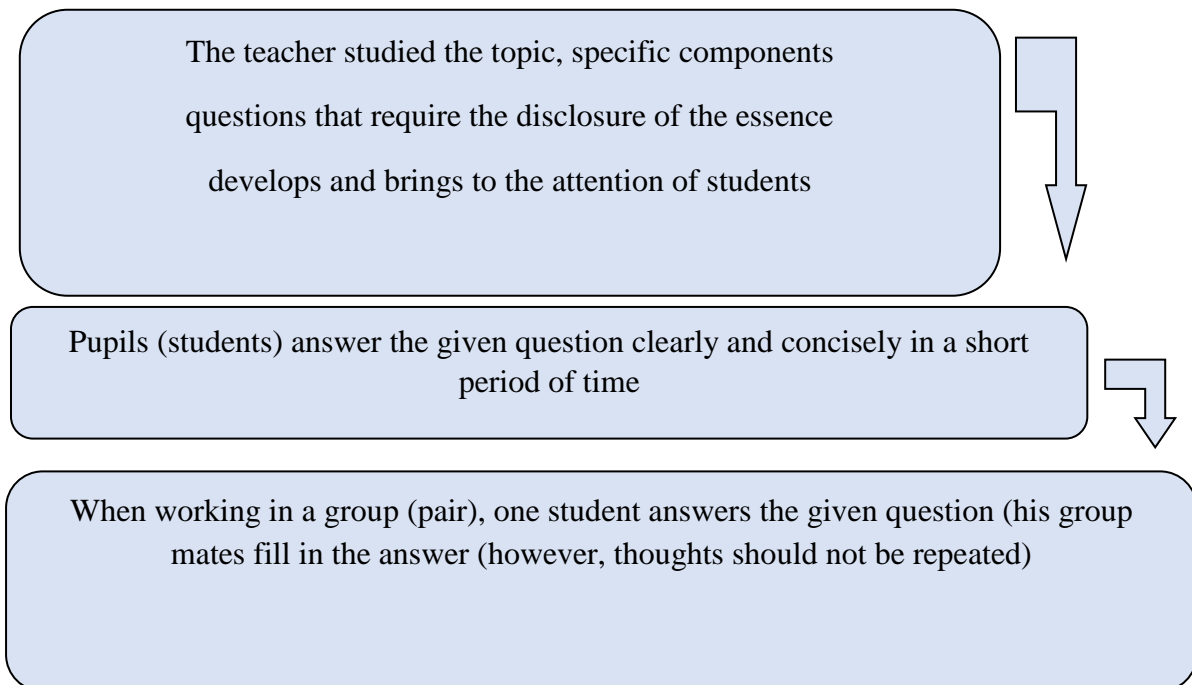 The teacher studied the topic, specific components
questions that require the disclosure of the essence
develops and brings to the attention of students
Pupils (students) answer the given question clearly and concisely in a short
period of time
When working in a group (pair), one student answers the given question (his group
mates fill in the answer (however, thoughts should not be repeated)